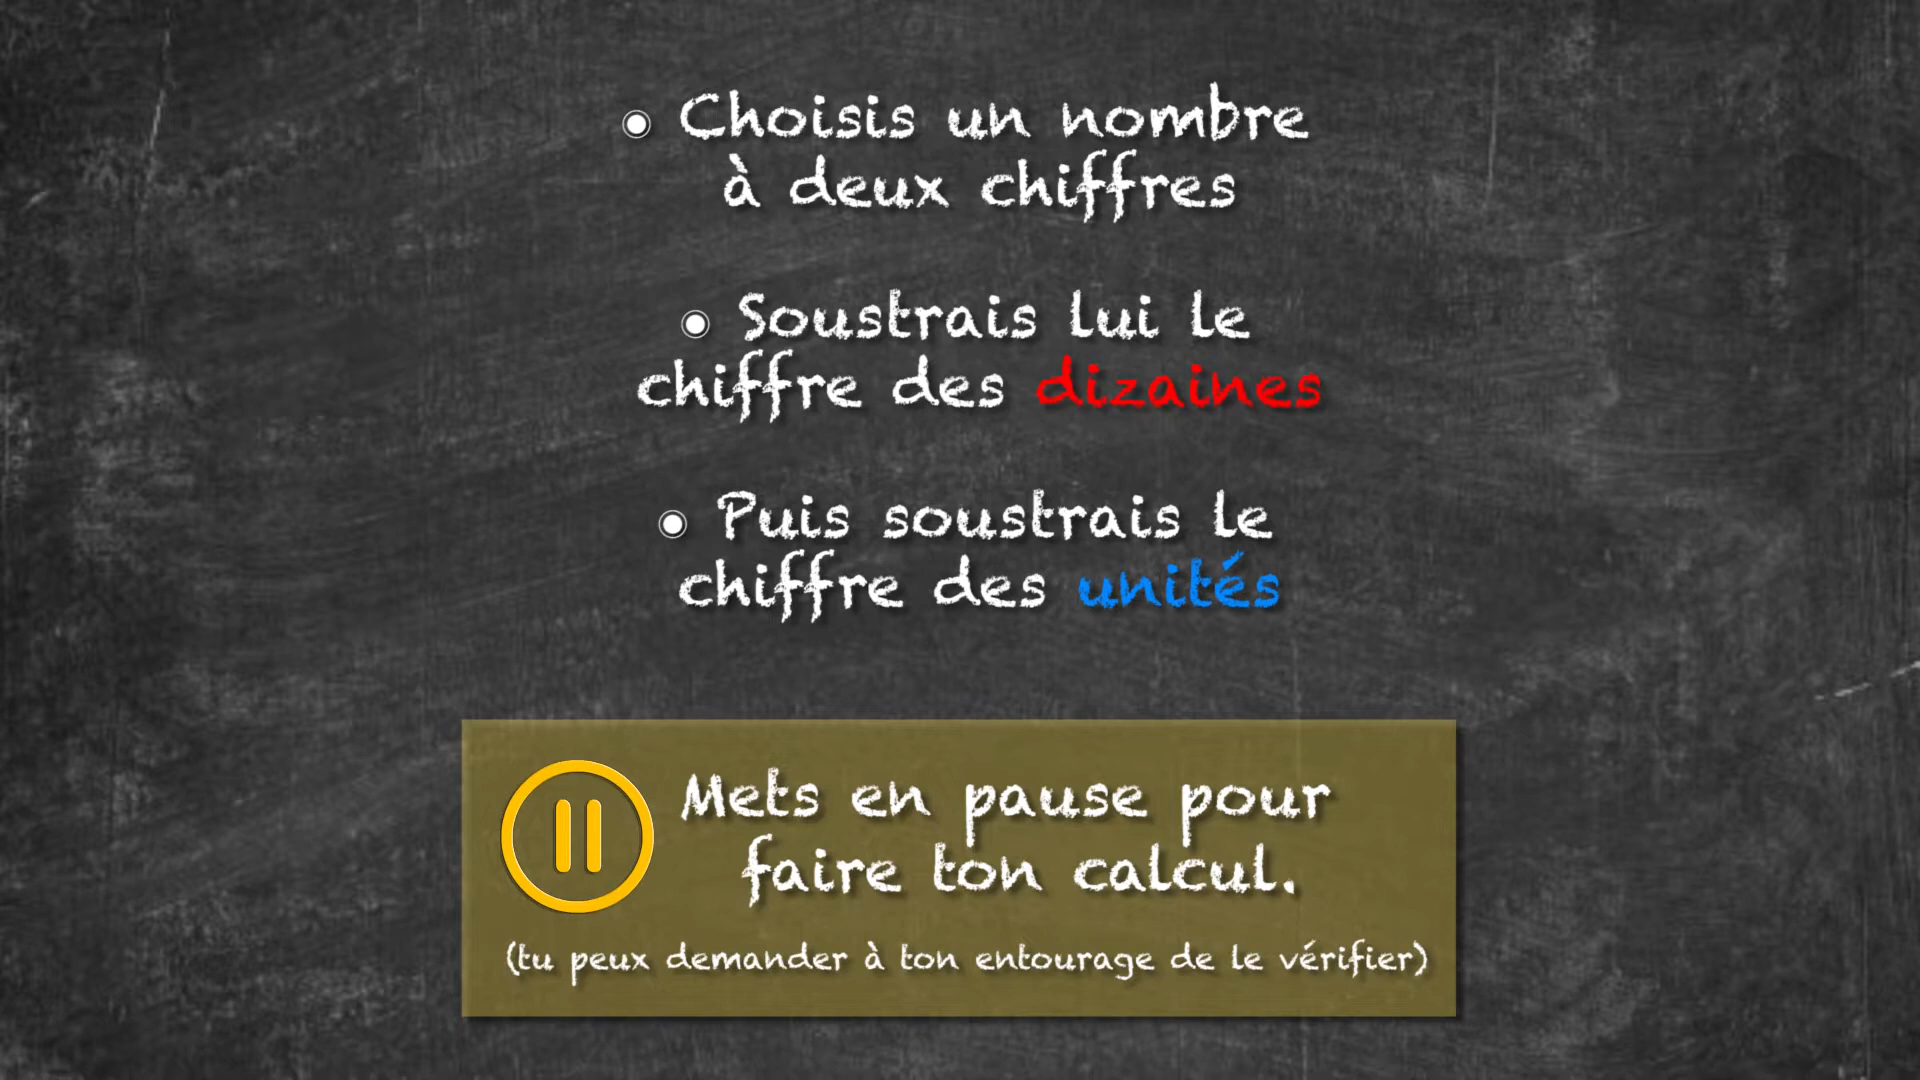 Choisis un nombre
à deux chiffres
Soustrais lui le
chiffre des dizaines
Puis soustrais le
chiffre des unités
Mets en pause pour
faire ton calcul.
(tu peux demander à ton entourage de le vérifier)